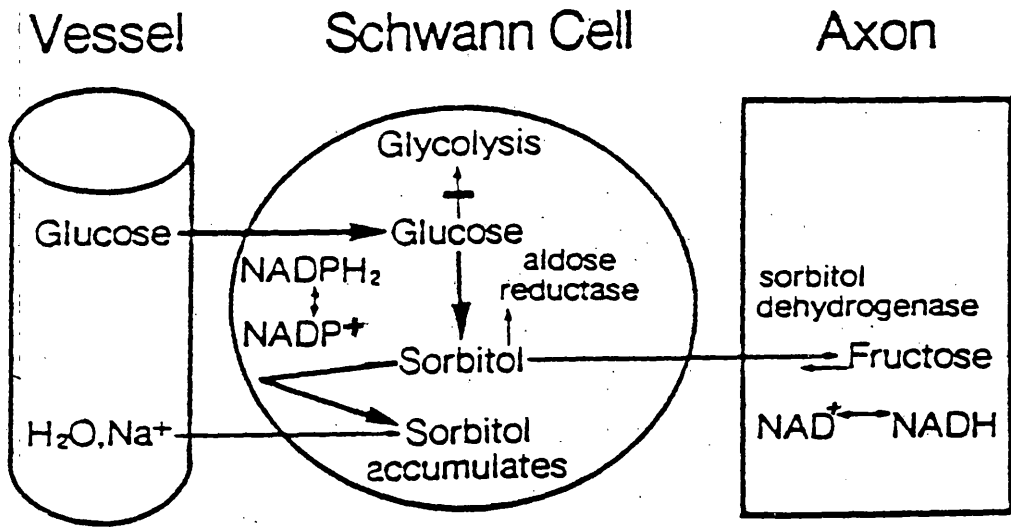 Vessel
Schwann Cell
Axon
Glycolysis
Glucose
Glucose
NADPH₂
aldose
reductase
NADP+
sorbitol
dehydrogenase
Sorbitol
Fructose
H₂O,Na⁺
Sorbitol
accumulates
NAD⁺
NADH